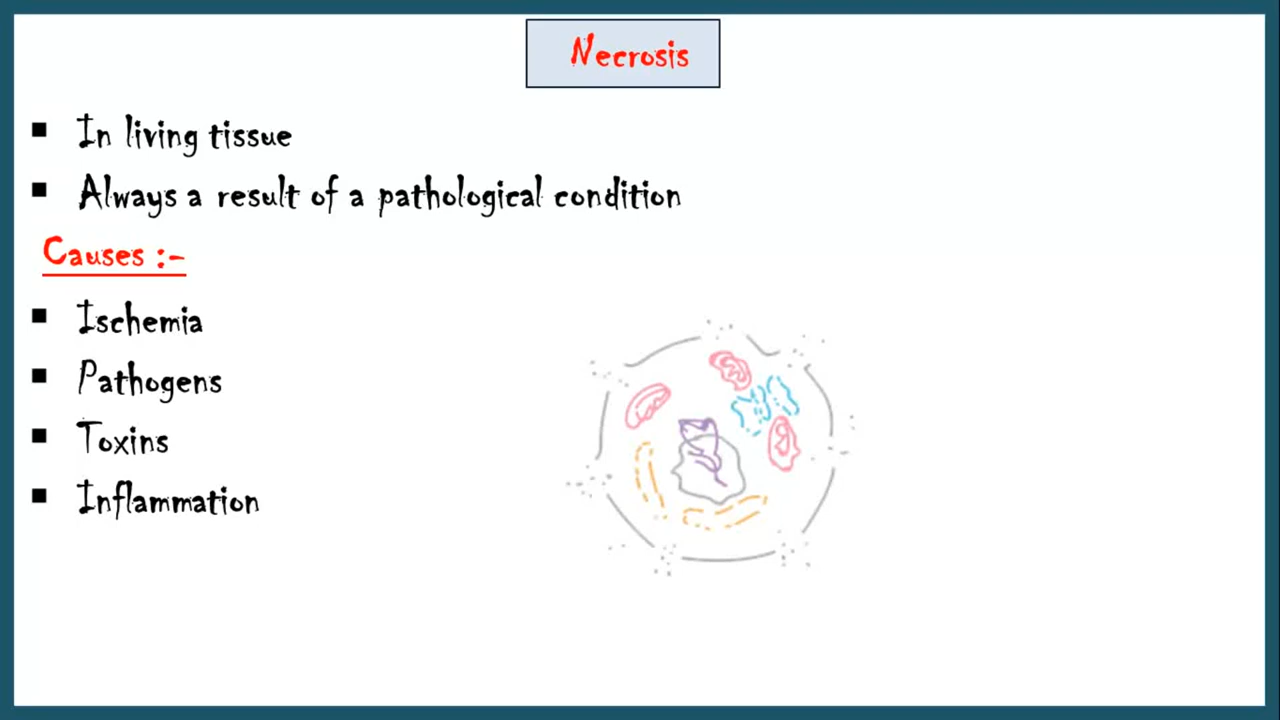 Necrosis
▪ In living tissue
▪ Always a result of a pathological condition
Causes :-
▪ Ischemia
▪ Pathogens
▪ Toxins
▪ Inflammation